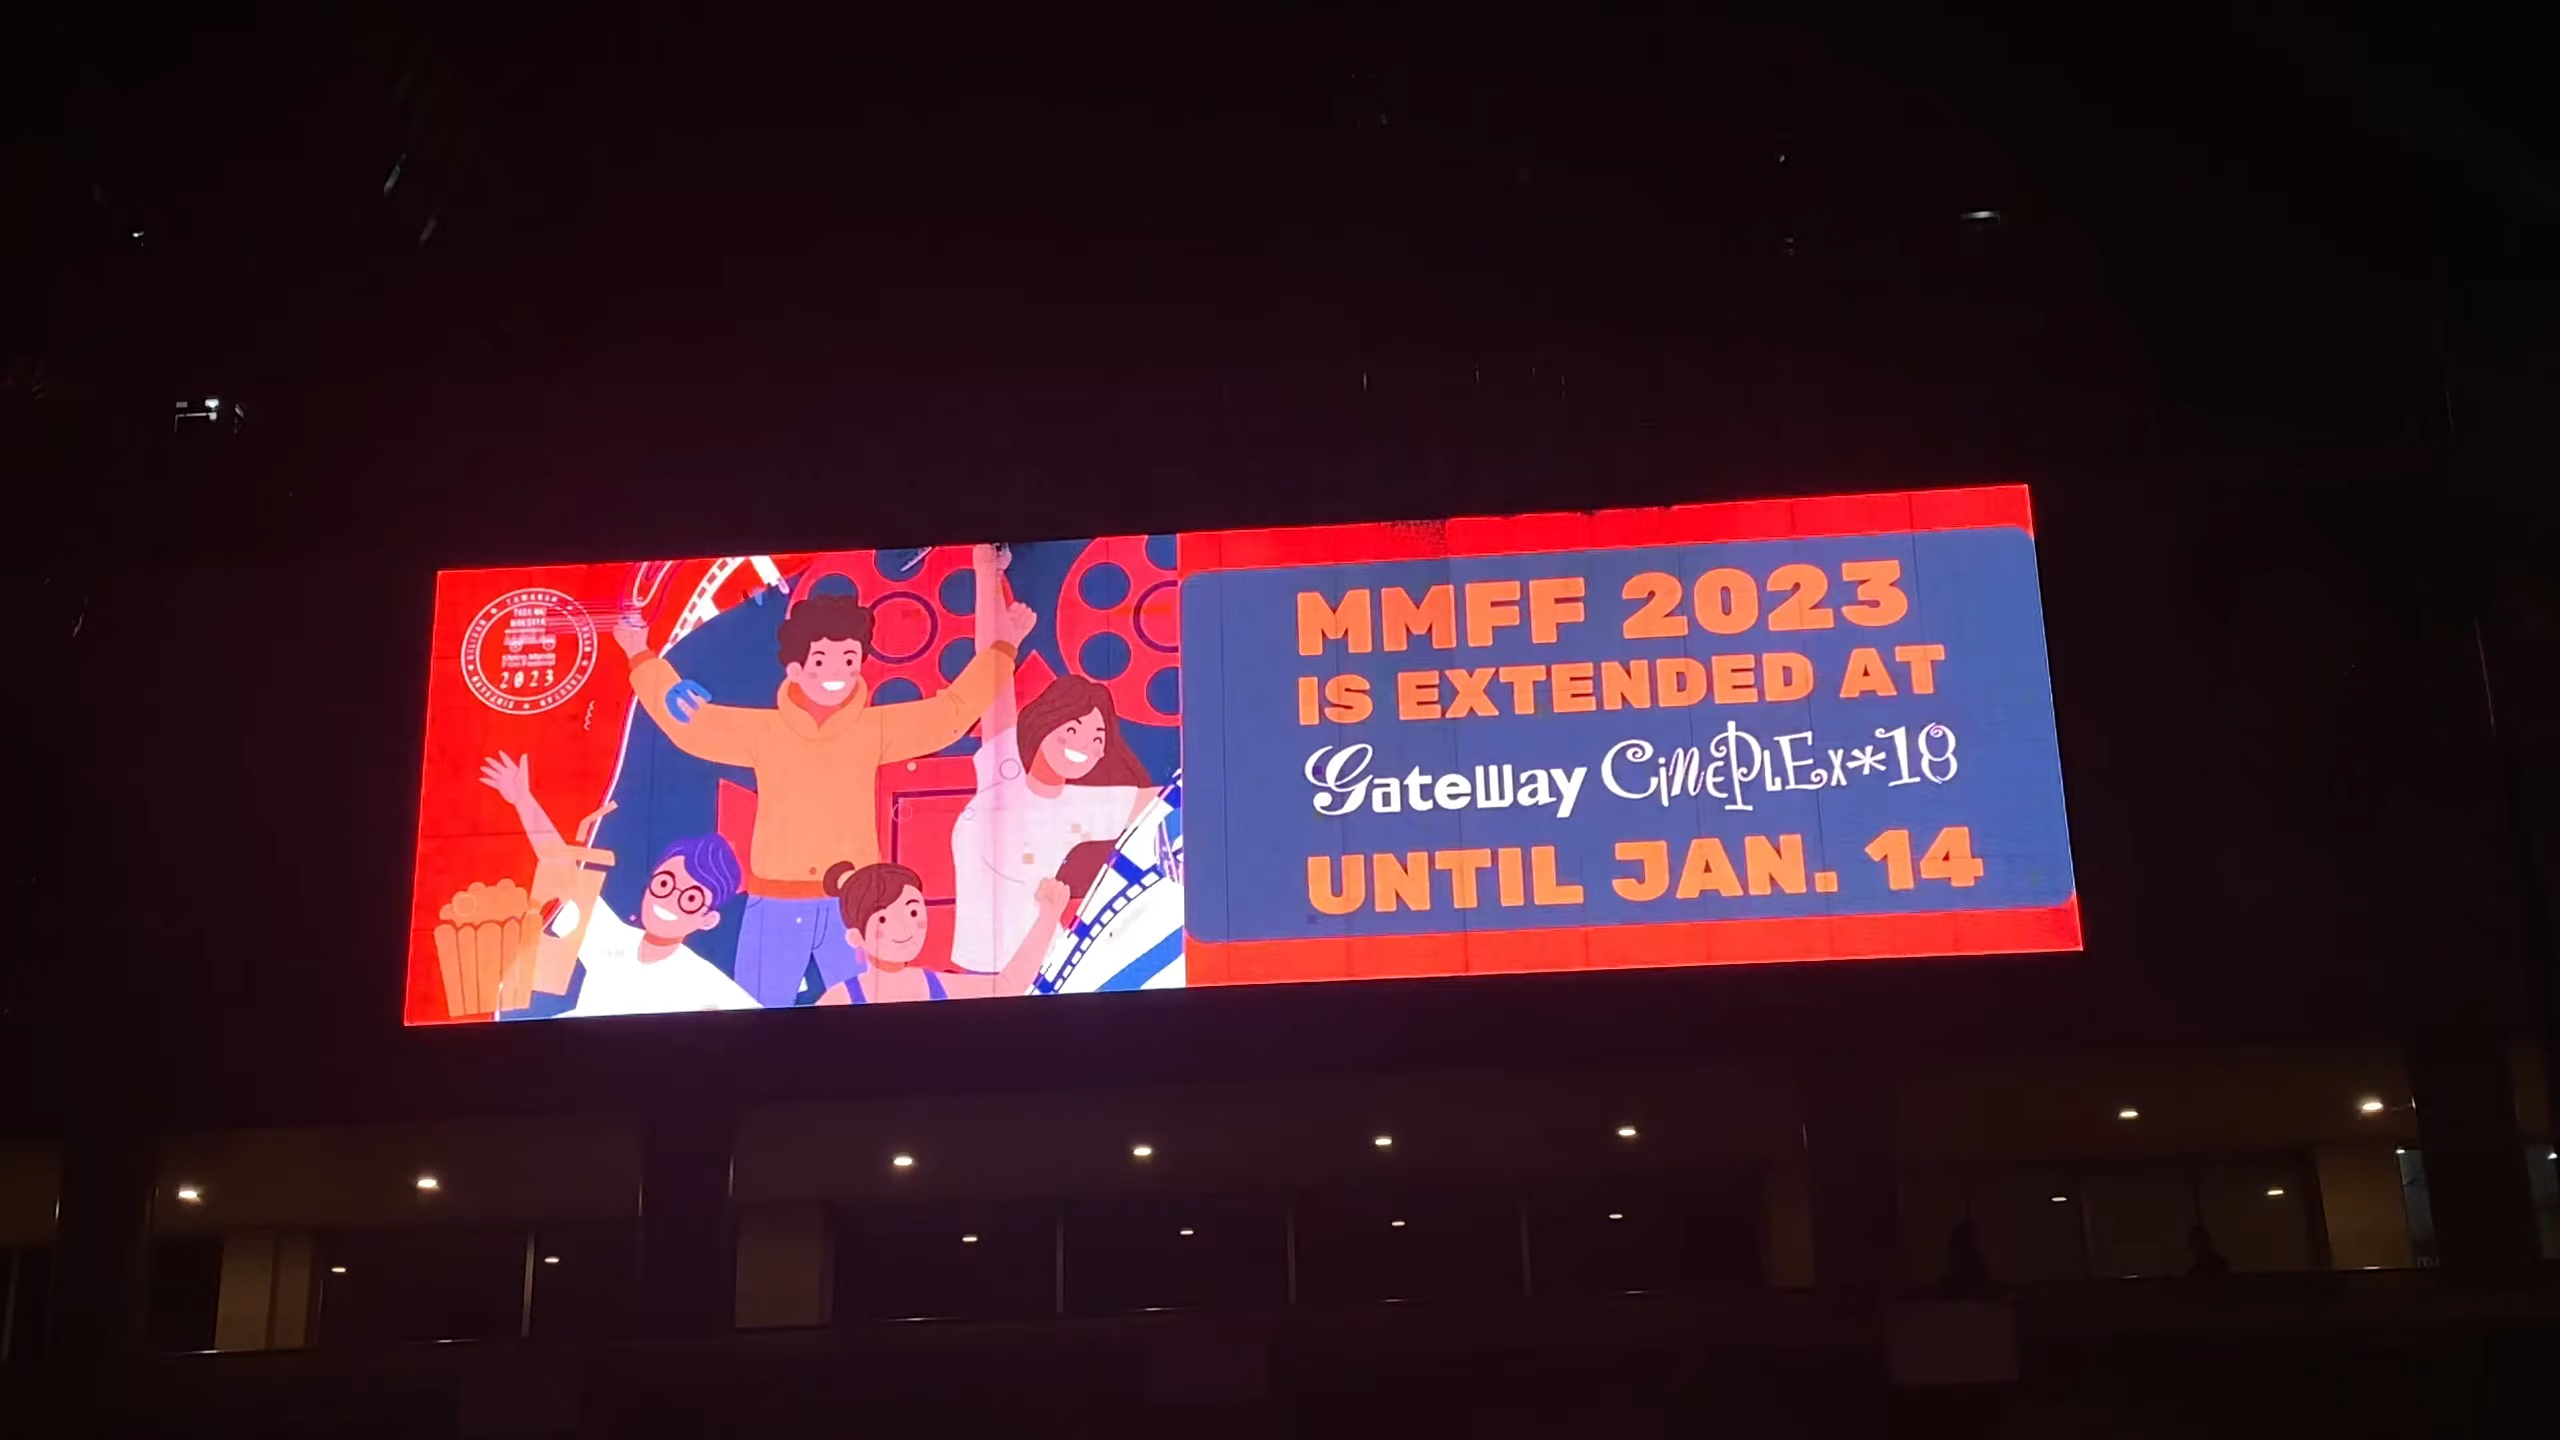 2023
MMFF 2023
IS EXTENDED AT
Gateway CinePlEx*18
UNTIL JAN. 14